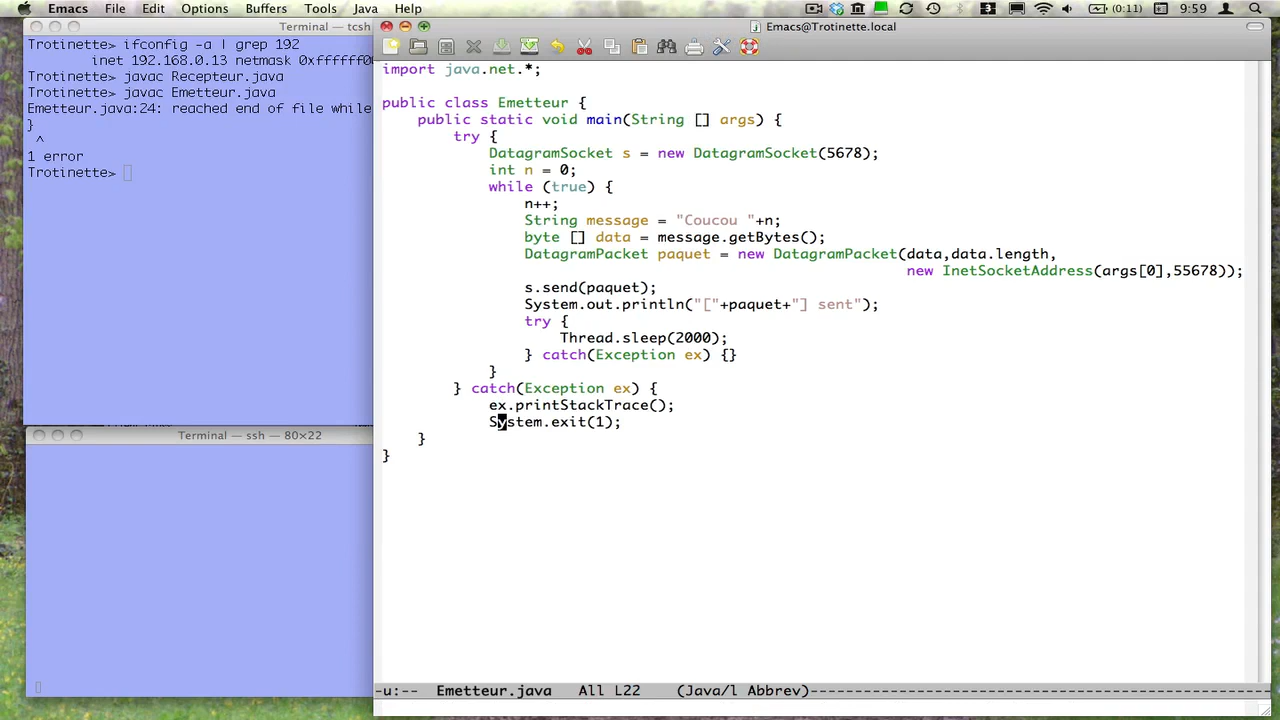 Emacs File Edit Options Buffers Tools Java Help
3 (0:11) 9:59
Terminal — tcsh
Trotinette> ifconfig -a | grep 192
inet 192.168.0.13 netmask 0xffffff0
Trotinette> javac Recepteur.java
Trotinette> javac Emetteur.java
Emetteur.java:24: reached end of file while
}
^
1 error
Trotinette>
Terminal — ssh — 80×22
Emacs@Trotinette.local
import java.net.*;
public class Emetteur {
public static void main(String [] args) {
try {
DatagramSocket s = new DatagramSocket(5678);
int n = 0;
while (true) {
n++;
String message = "Coucou "+n;
byte [] data = message.getBytes();
DatagramPacket paquet = new DatagramPacket(data,data.length,
new InetSocketAddress(args[0],55678));
s.send(paquet);
System.out.println("["+paquet+"] sent");
try {
Thread.sleep(2000);
} catch(Exception ex) {}
}
} catch(Exception ex) {
ex.printStackTrace();
System.exit(1);
}
}
-u:-- Emetteur.java All L22 (Java/l Abbrev)